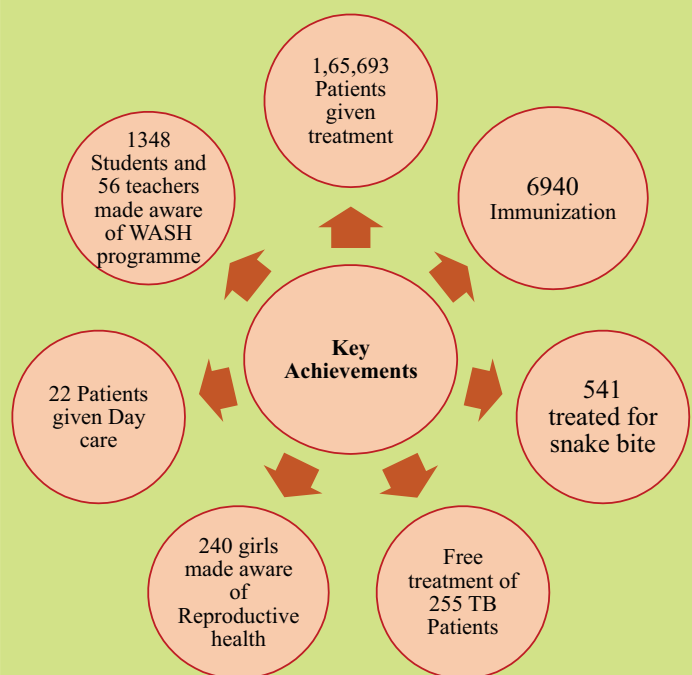 Key
Achievements
1,65,693
Patients
given
treatment
6940
Immunization
541
treated for
snake bite
Free
treatment of
255 TB
Patients
240 girls
made aware
of
Reproductive
health
22 Patients
given Day
care
1348
Students and
56 teachers
made aware
of WASH
programme